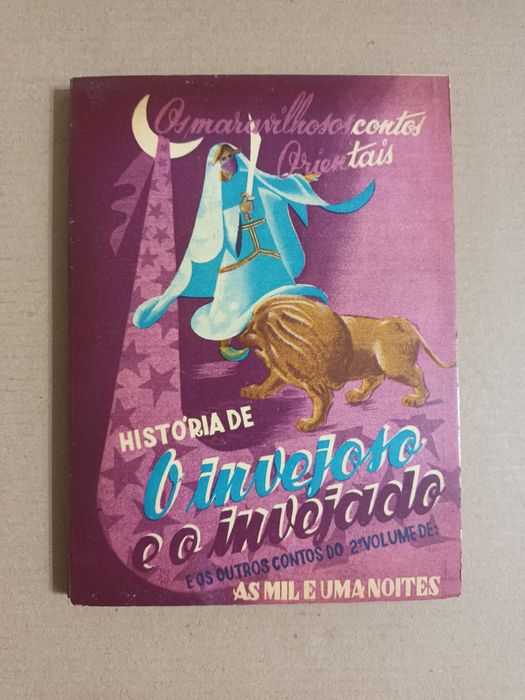 Os maravilhosos contos
Orientais
HISTÓRIA DE
O invejoso
e o invejado
E OS OUTROS CONTOS DO 2º VOLUME DE:
AS MIL E UMA NOITES